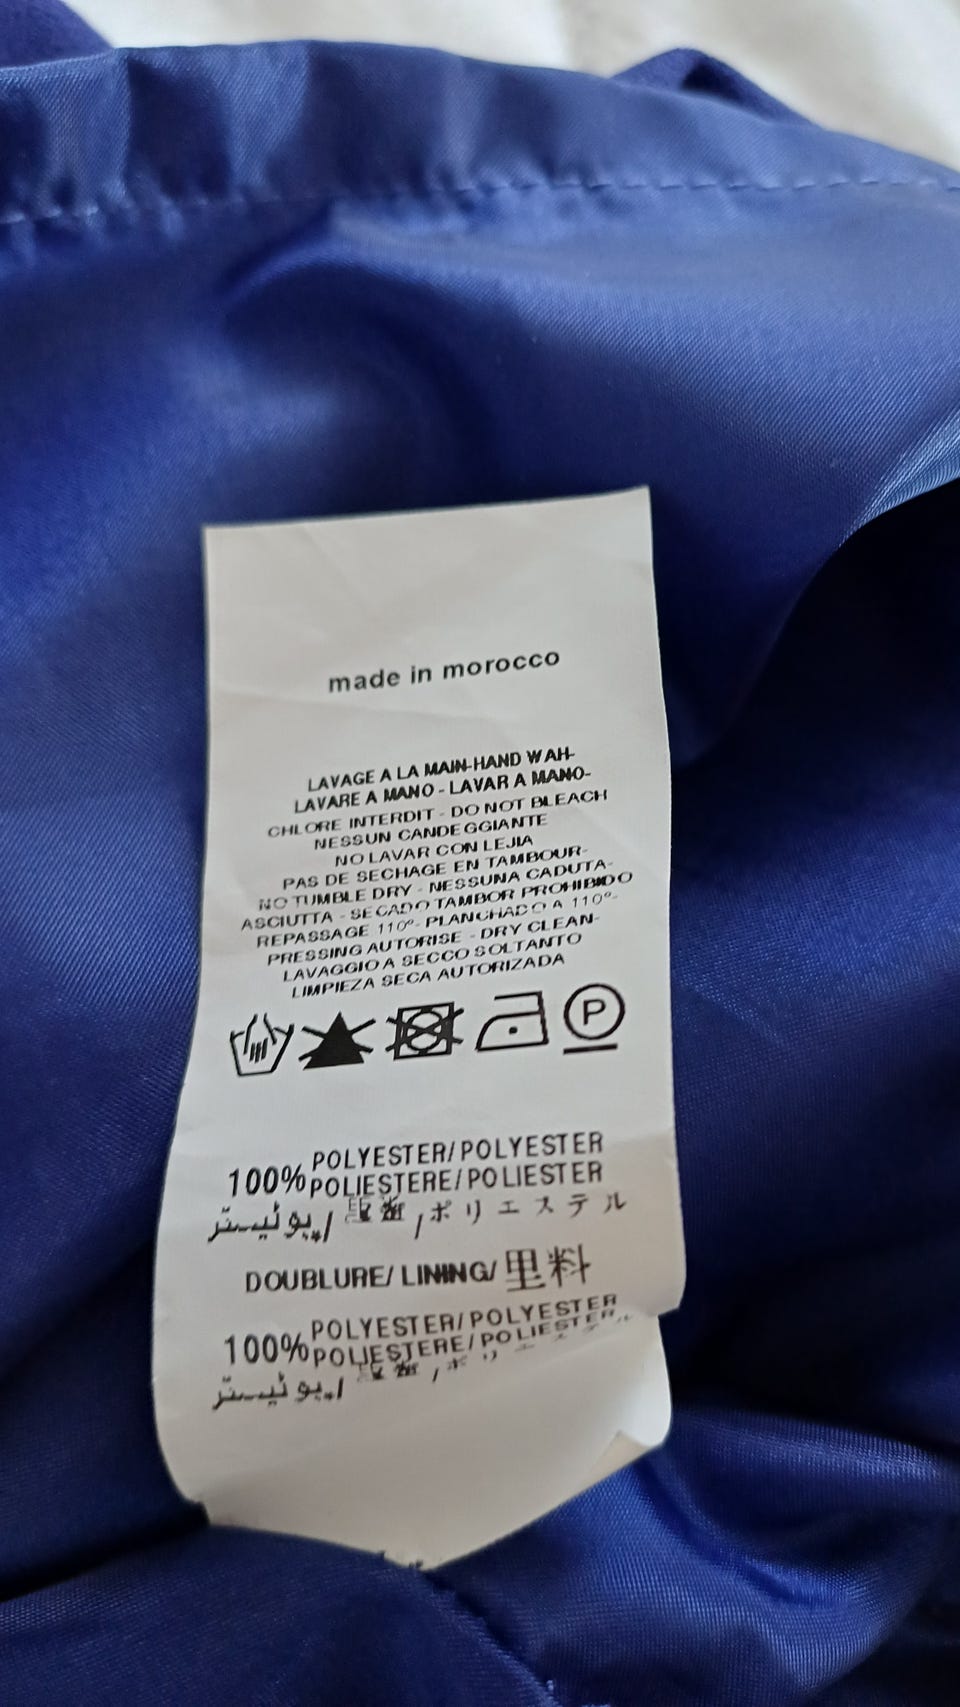 made in morocco
LAVAGE A LA MAIN-HAND WAH-
LAVARE A MANO - LAVAR A MANO-
CHLORE INTERDIT - DO NOT BLEACH
NESSUN CANDEGGIANTE
NO LAVAR CON LEJIA
PAS DE SECHAGE EN TAMBOUR-
NO TUMBLE DRY - NESSUNA CADUTA-
ASCIUTTA - SECADO TAMBOR PROHIBIDO
REPASSAGE 110°- PLANCHADO A 110°-
PRESSING AUTORISE - DRY CLEAN-
LAVAGGIO A SECCO SOLTANTO
LIMPIEZA SECA AUTORIZADA
P
100% POLYESTER/POLYESTER
POLIESTERE/POLIESTER
/ポリエステル
DOUBLURE/ LINING/里料
100% POLYESTER/POLYESTER
POLIESTERE/POLIESTER